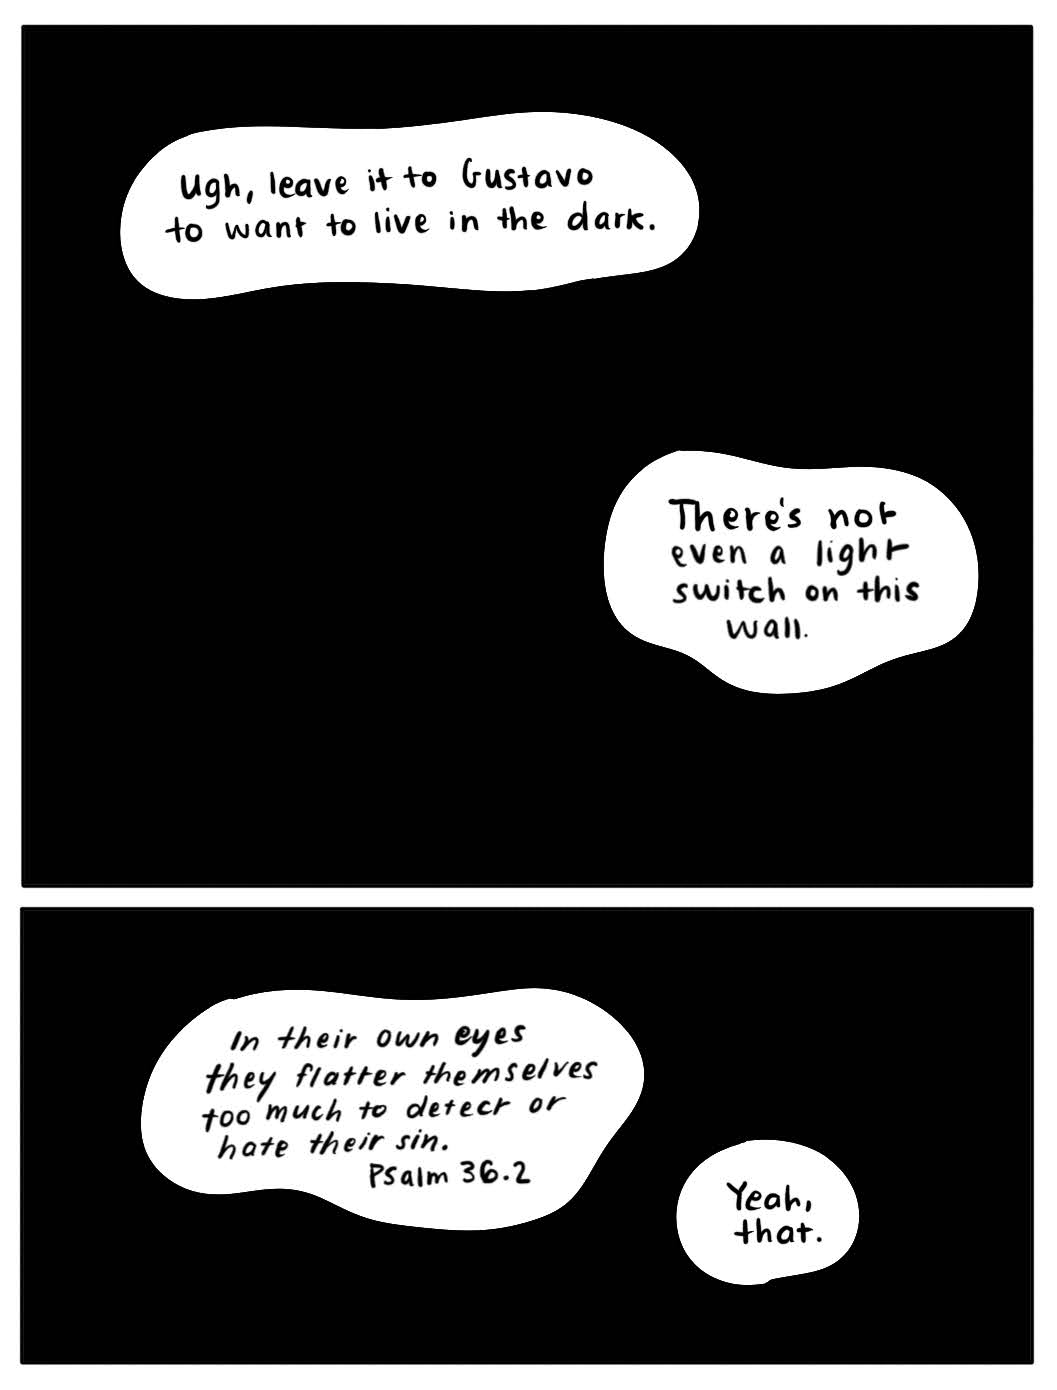 Ugh, leave it to Gustavo
to want to live in the dark.
There's not
even a light
switch on this
wall.
In their own eyes
they flatter themselves
too much to detect or
hate their sin.
Psalm 36.2
Yeah,
that.